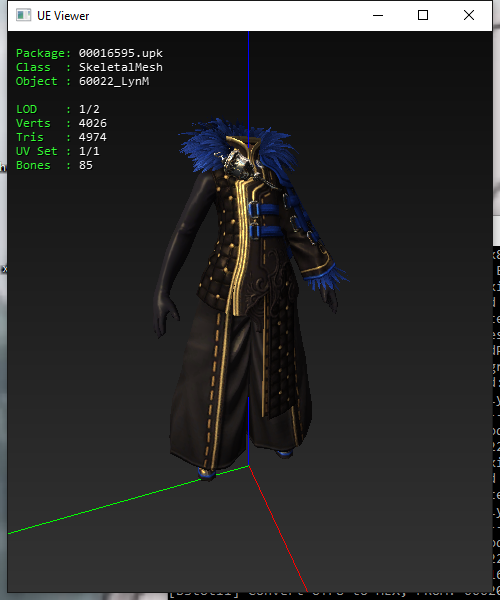 UE Viewer
Package: 00016595.upk
Class : SkeletalMesh
Object : 60022_LynM
LOD : 1/2
Verts : 4026
Tris : 4974
UV Set : 1/1
Bones : 85